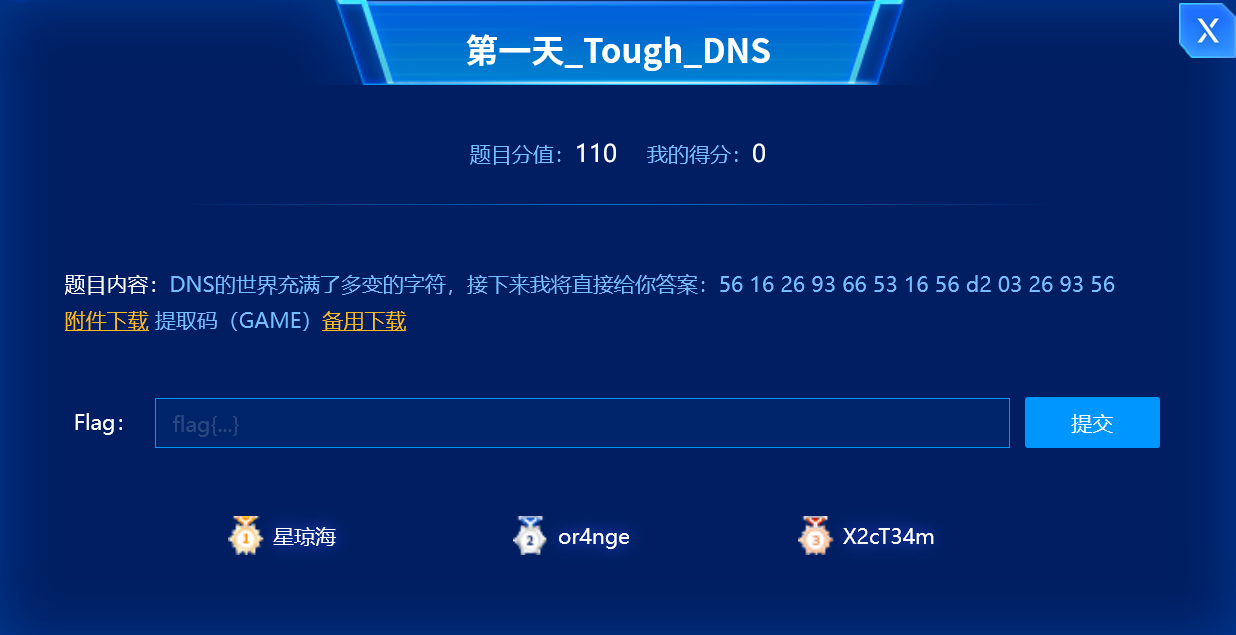 第一天_Tough_DNS
X
题目分值：110 我的得分：0
题目内容：DNS的世界充满了多变的字符，接下来我将直接给你答案：56 16 26 93 66 53 16 56 d2 03 26 93 56
附件下载 提取码（GAME）备用下载
Flag： flag{...} 提交
1 星琼海 2 or4nge 3 X2cT34m